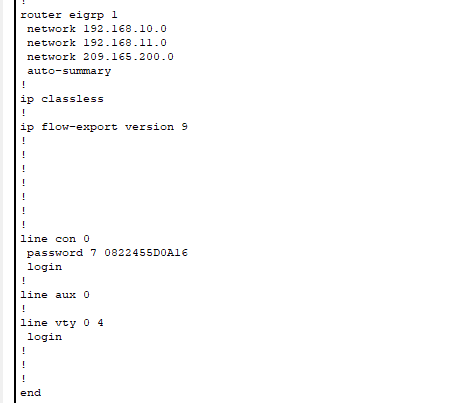 !
router eigrp 1
 network 192.168.10.0
 network 192.168.11.0
 network 209.165.200.0
 auto-summary
!
ip classless
!
ip flow-export version 9
!
!
!
!
!
!
!
line con 0
 password 7 0822455D0A16
 login
!
line aux 0
!
line vty 0 4
 login
!
!
!
end